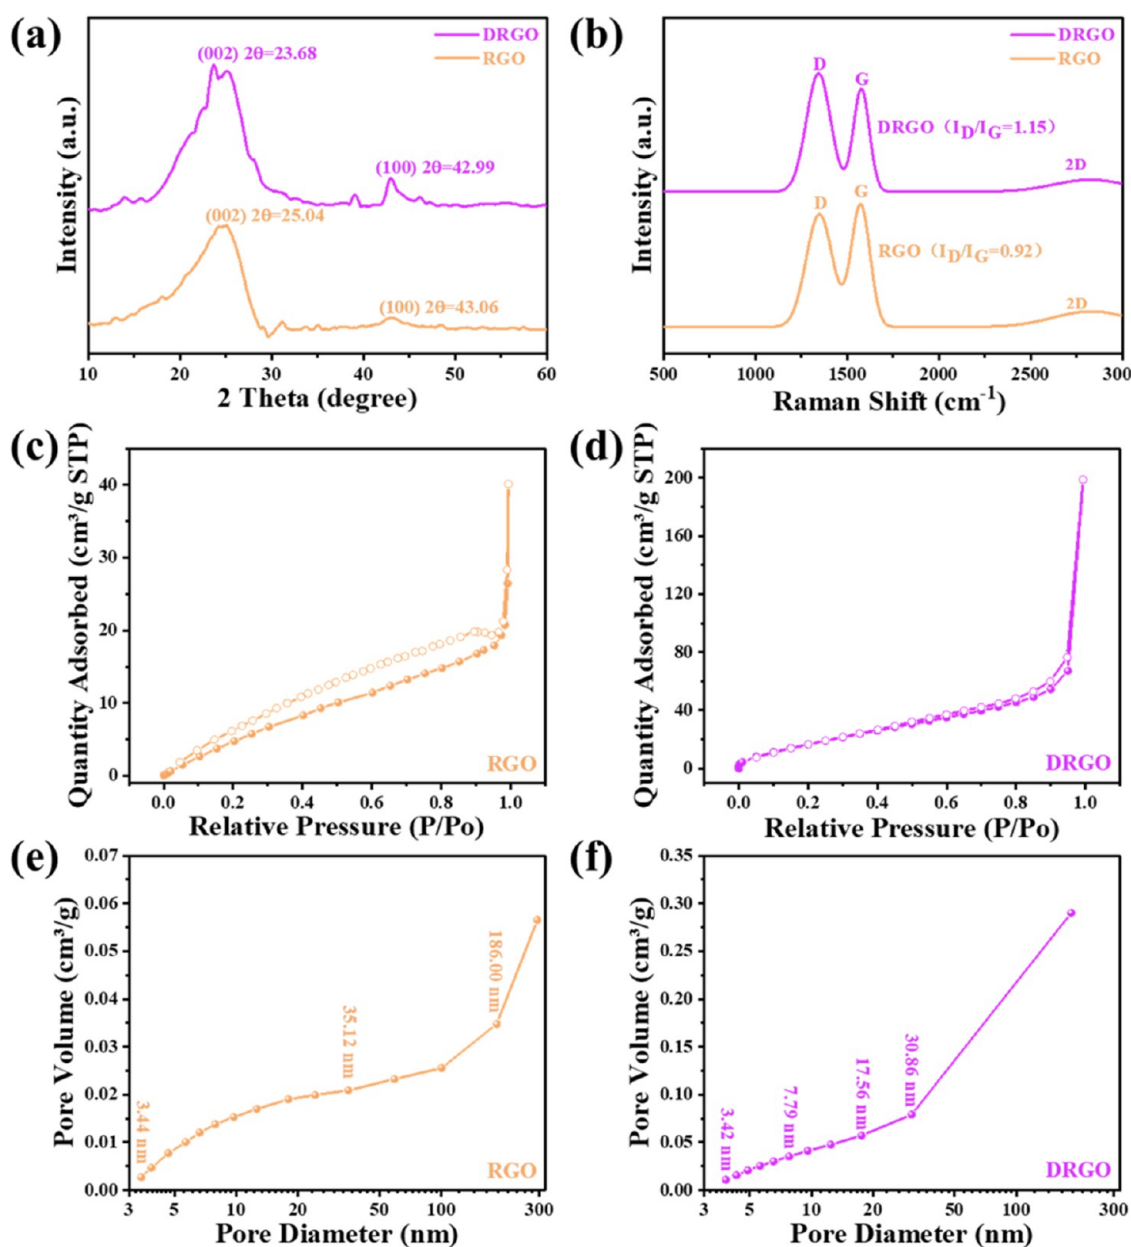 (a)
DRGO
RGO
(002) 2θ=23.68
(100) 2θ=42.99
(002) 2θ=25.04
(100) 2θ=43.06
Intensity (a.u.)
10 20 30 40 50 60
2 Theta (degree)
(b)
DRGO
RGO
D
G
DRGO（I_D/I_G=1.15）
2D
D
G
RGO（I_D/I_G=0.92）
2D
Intensity (a.u.)
500 1000 1500 2000 2500 300
Raman Shift (cm⁻¹)
(c)
Quantity Adsorbed (cm³/g STP)
40
30
20
10
0
RGO
0.0 0.2 0.4 0.6 0.8 1.0
Relative Pressure (P/Po)
(d)
Quantity Adsorbed (cm³/g STP)
200
160
120
80
40
0
DRGO
0.0 0.2 0.4 0.6 0.8 1.0
Relative Pressure (P/Po)
(e)
Pore Volume (cm³/g)
0.07
0.06
0.05
0.04
0.03
0.02
0.01
0.00
3.44 nm
35.12 nm
186.00 nm
RGO
3 5 10 100 300
Pore Diameter (nm)
(f)
Pore Volume (cm³/g)
0.35
0.30
0.25
0.20
0.15
0.10
0.05
0.00
3.42 nm
7.79 nm
17.56 nm
30.86 nm
DRGO
3 5 10 100 300
Pore Diameter (nm)